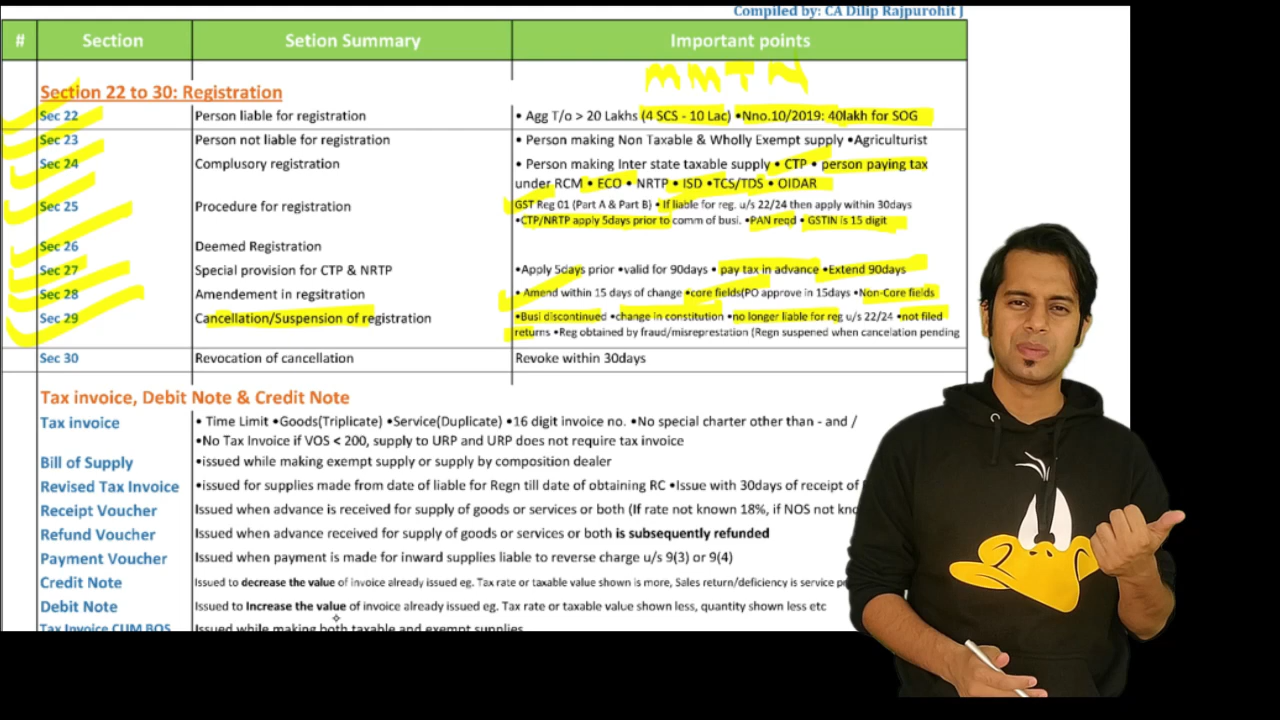 Compiled by: CA Dilip Rajpurohit J
# Section Setion Summary Important points
MMTN
Section 22 to 30: Registration
Sec 22 Person liable for registration • Agg T/o > 20 Lakhs (4 SCS - 10 Lac) •Nno.10/2019: 40lakh for SOG
Sec 23 Person not liable for registration • Person making Non Taxable & Wholly Exempt supply •Agriculturist
Sec 24 Complusory registration • Person making Inter state taxable supply • CTP • person paying tax
under RCM • ECO • NRTP • ISD •TCS/TDS • OIDAR
Sec 25 Procedure for registration GST Reg 01 (Part A & Part B) • If liable for reg. u/s 22/24 then apply within 30days
•CTP/NRTP apply 5days prior to comm of busi. •PAN reqd • GSTIN is 15 digit
Sec 26 Deemed Registration
Sec 27 Special provision for CTP & NRTP •Apply 5days prior •valid for 90days • pay tax in advance •Extend 90days
Sec 28 Amendement in regsitration • Amend within 15 days of change •core fields(PO approve in 15days •Non-Core fields
Sec 29 Cancellation/Suspension of registration •Busi discontinued •change in constitution •no longer liable for reg u/s 22/24 •not filed
returns •Reg obtained by fraud/misreprestation (Regn suspened when cancelation pending
Sec 30 Revocation of cancellation Revoke within 30days
Tax invoice, Debit Note & Credit Note
Tax invoice • Time Limit •Goods(Triplicate) •Service(Duplicate) •16 digit invoice no. •No special charter other than - and /
•No Tax Invoice if VOS < 200, supply to URP and URP does not require tax invoice
Bill of Supply •issued while making exempt supply or supply by composition dealer
Revised Tax Invoice •issued for supplies made from date of liable for Regn till date of obtaining RC •Issue with 30days of receipt of
Receipt Voucher Issued when advance is received for supply of goods or services or both (If rate not known 18%, if NOS not kno
Refund Voucher Issued when advance received for supply of goods or services or both is subsequently refunded
Payment Voucher Issued when payment is made for inward supplies liable to reverse charge u/s 9(3) or 9(4)
Credit Note Issued to decrease the value of invoice already issued eg. Tax rate or taxable value shown is more, Sales return/deficiency is service
Debit Note Issued to Increase the value of invoice already issued eg. Tax rate or taxable value shown less, quantity shown less etc
Tax Invoice CUM BOS Issued while making both taxable and exempt supplies